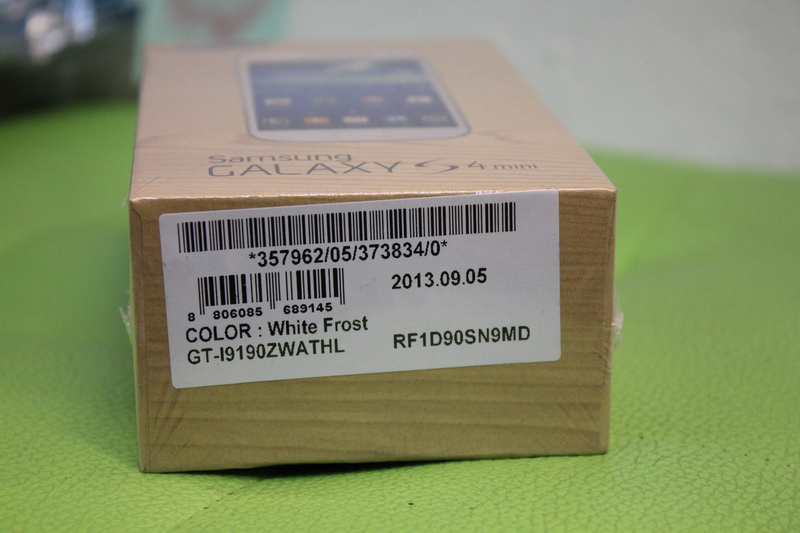 samsung
GALAXY S4 mini
*357962/05/373834/0*
2013.09.05
8 806085 689145
COLOR : White Frost
GT-I9190ZWATHL
RF1D90SN9MD